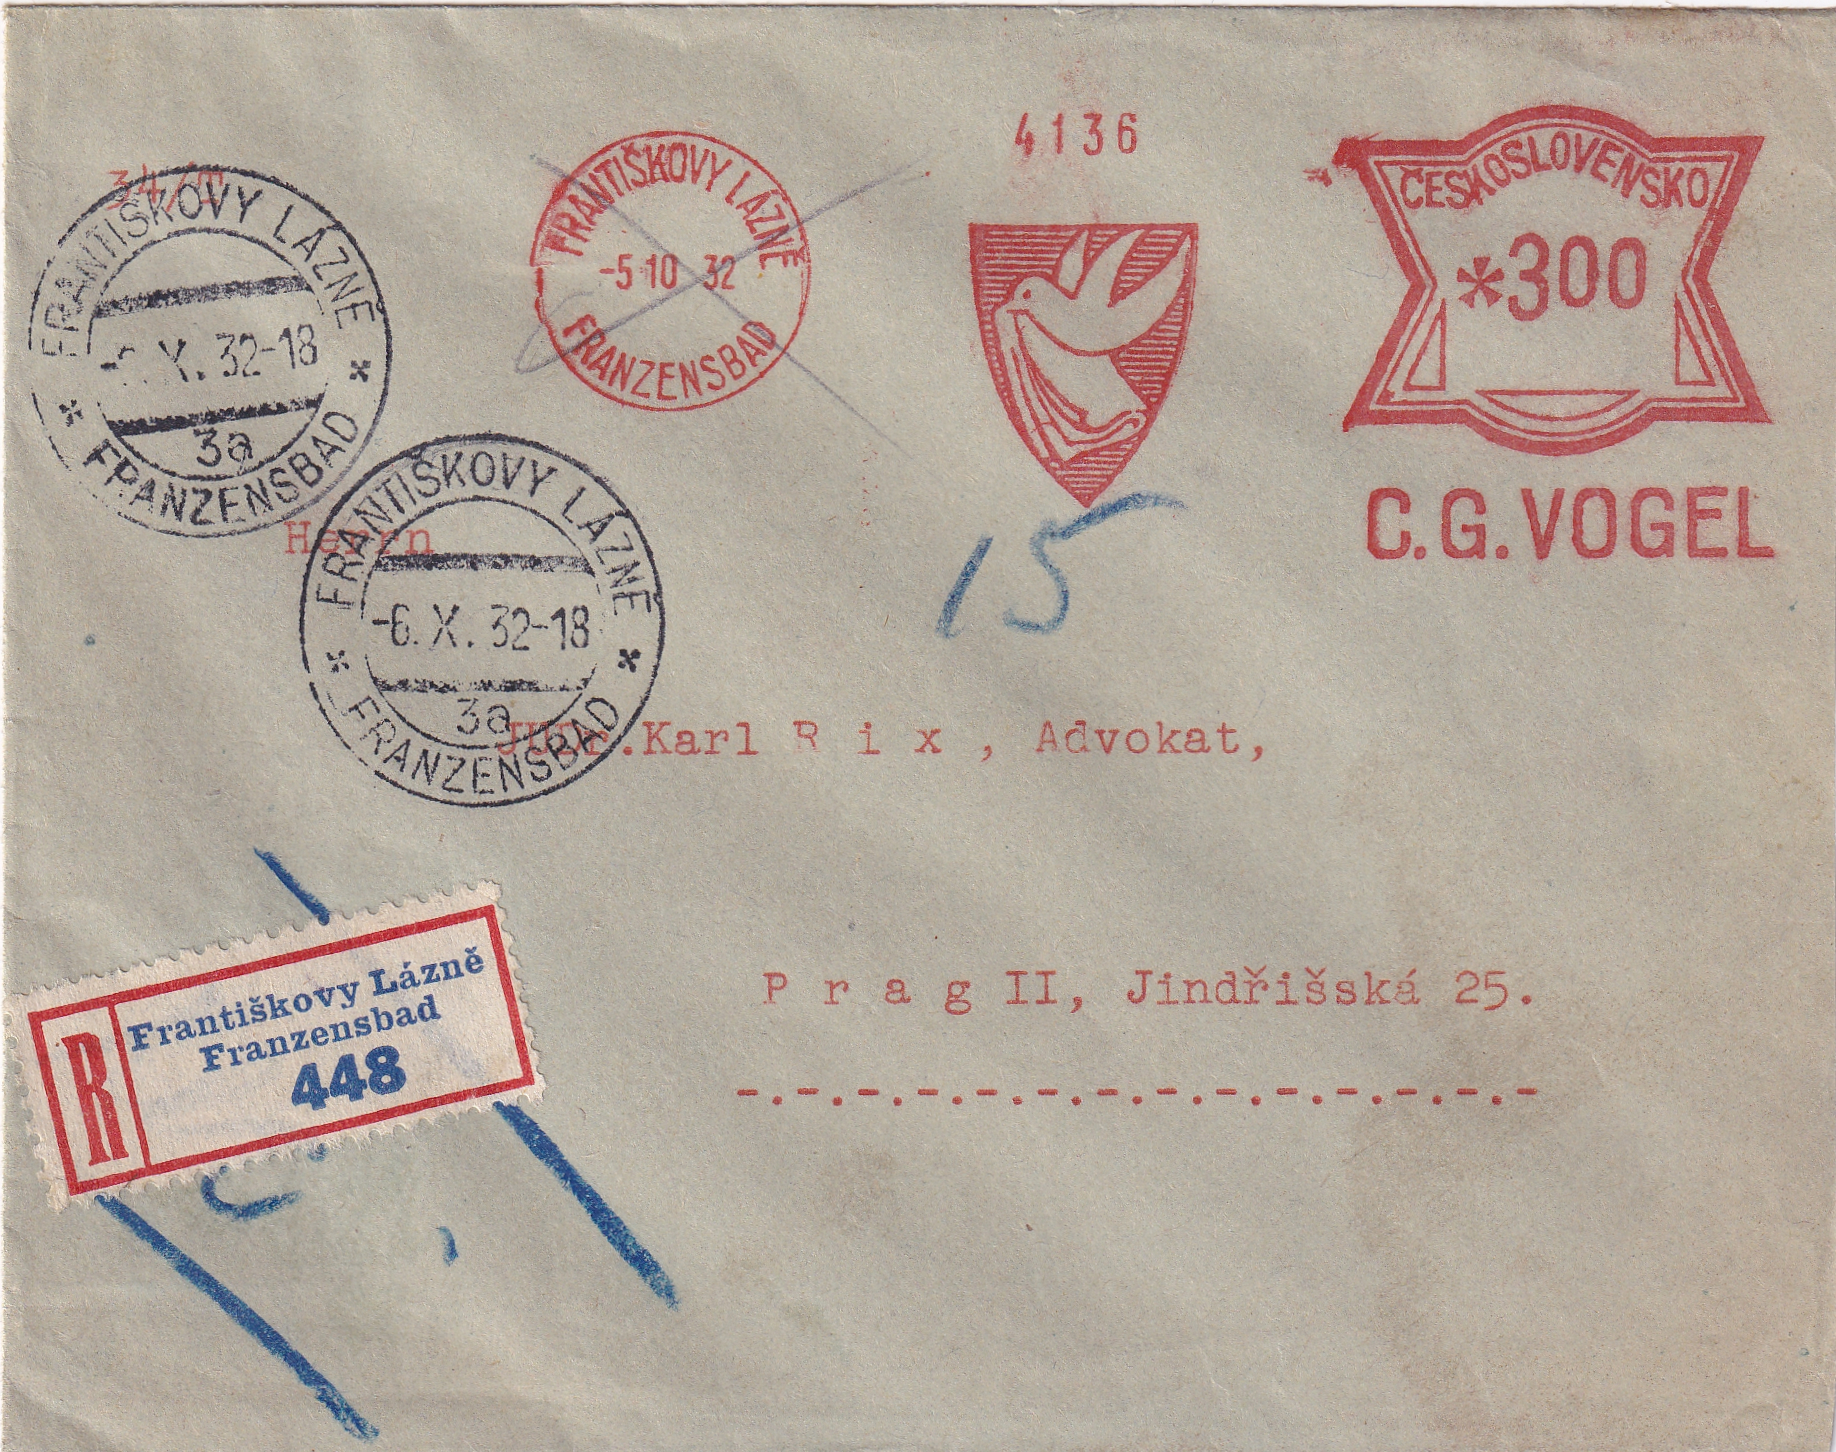 4136
FRANTIŠKOVY LÁZNĚ
-5 10 32
FRANZENSBAD
ČESKOSLOVENSKO
*300
C.G. VOGEL
FRANTIŠKOVY LÁZNĚ
X. 32-18
3a
* FRANZENSBAD *
FRANTIŠKOVY LÁZNĚ
-6. X. 32-18
3a
* FRANZENSBAD *
Herrn
15
JUDr.Karl R i x , Advokat,
P r a g II, Jindřišská 25.
-.-.-.-.-.-.-.-.-.-.-.-.-.-
R
Františkovy Lázně
Franzensbad
448